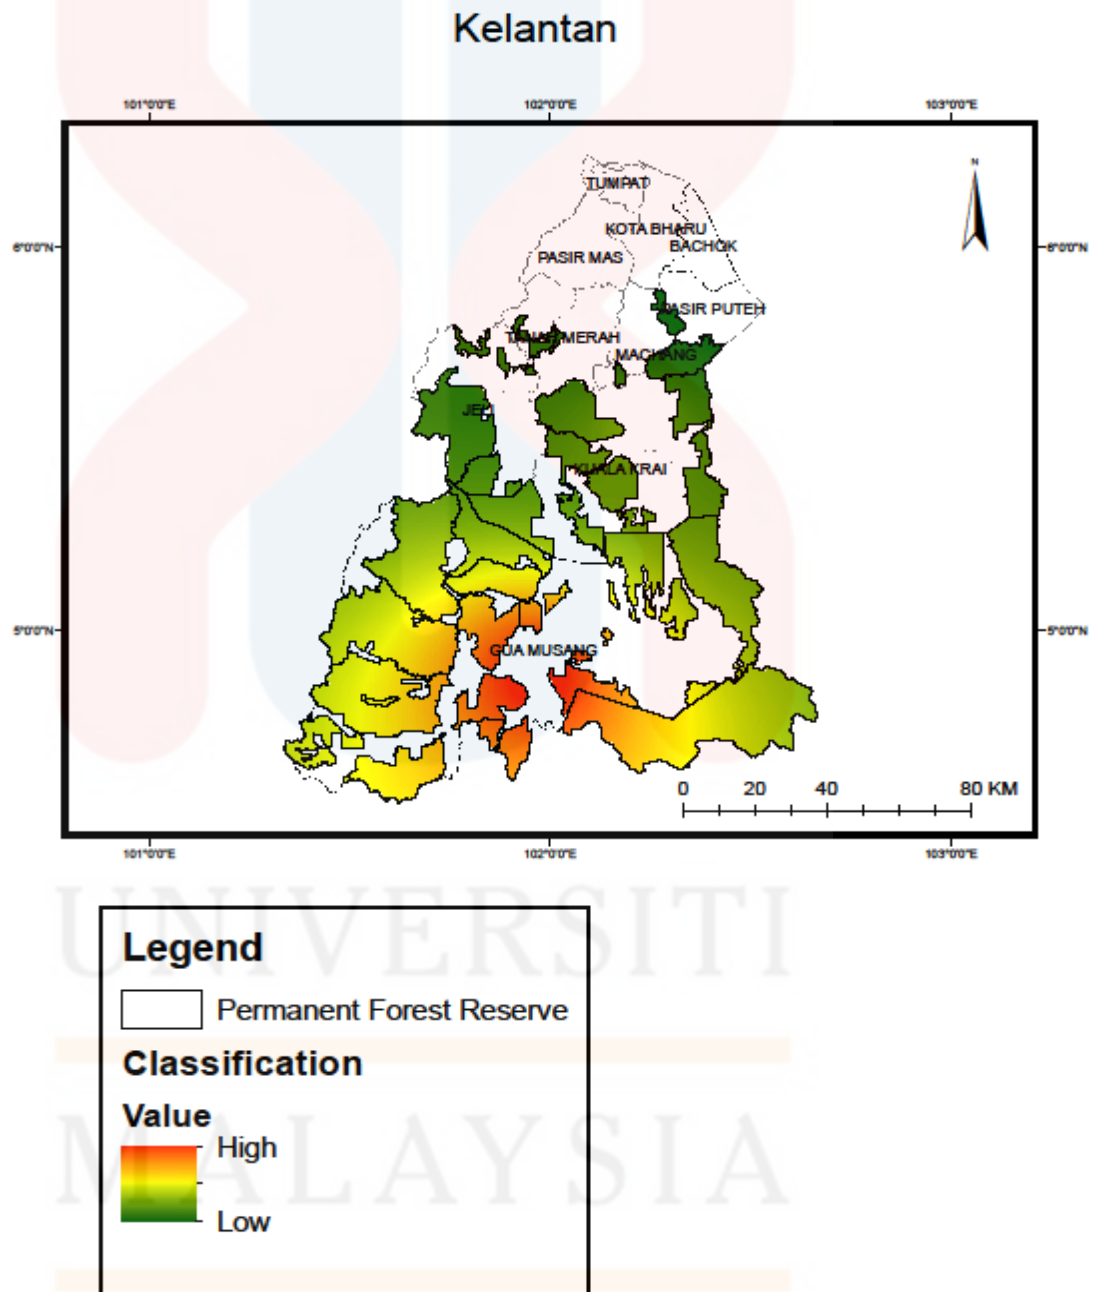 Kelantan
101°0'0"E 102°0'0"E 103°0'0"E
N
TUMPAT
KOTA BHARU
6°0'0"N BACHOK 6°0'0"N
PASIR MAS
PASIR PUTEH
TANAH MERAH
MACHANG
JELI
KUALA KRAI
5°0'0"N 5°0'0"N
GUA MUSANG
0 20 40 80 KM
101°0'0"E 102°0'0"E 103°0'0"E
UNIVERSITI
Legend
Permanent Forest Reserve
Classification
Value
High
MALAYSIA
Low